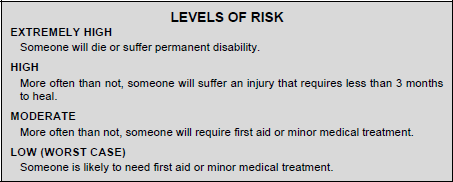 LEVELS OF RISK
EXTREMELY HIGH
Someone will die or suffer permanent disability.
HIGH
More often than not, someone will suffer an injury that requires less than 3 months
to heal.
MODERATE
More often than not, someone will require first aid or minor medical treatment.
LOW (WORST CASE)
Someone is likely to need first aid or minor medical treatment.